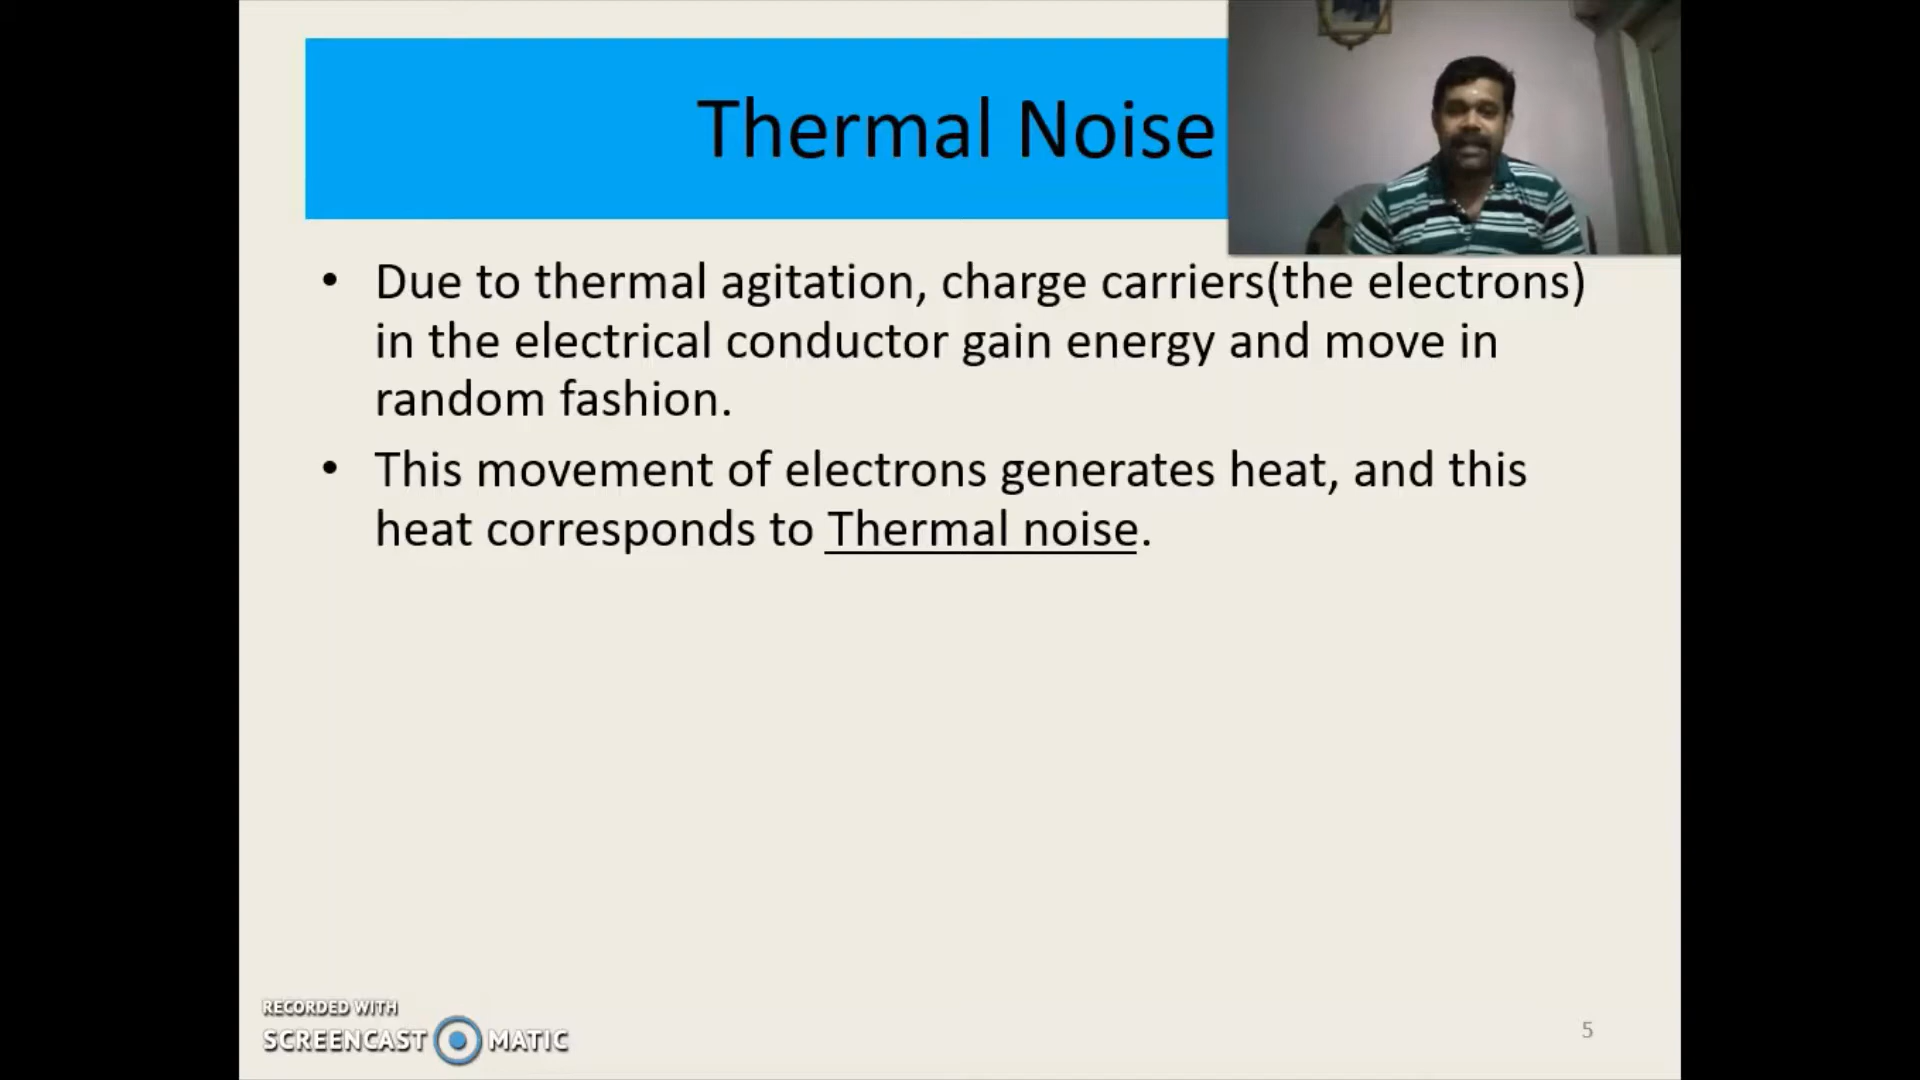 Thermal Noise
• Due to thermal agitation, charge carriers(the electrons)
in the electrical conductor gain energy and move in
random fashion.
• This movement of electrons generates heat, and this
heat corresponds to Thermal noise.
RECORDED WITH
SCREENCAST MATIC
5